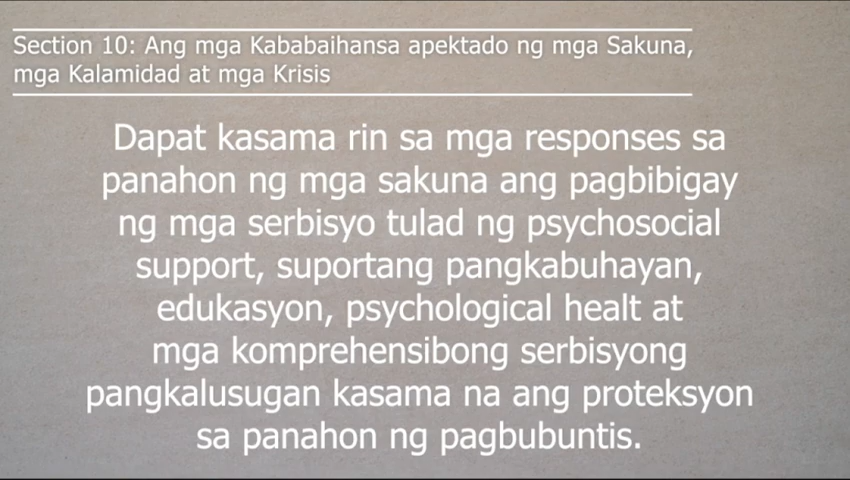 Section 10: Ang mga Kababaihansa apektado ng mga Sakuna,
mga Kalamidad at mga Krisis
Dapat kasama rin sa mga responses sa
panahon ng mga sakuna ang pagbibigay
ng mga serbisyo tulad ng psychosocial
support, suportang pangkabuhayan,
edukasyon, psychological healt at
mga komprehensibong serbisyong
pangkalusugan kasama na ang proteksyon
sa panahon ng pagbubuntis.